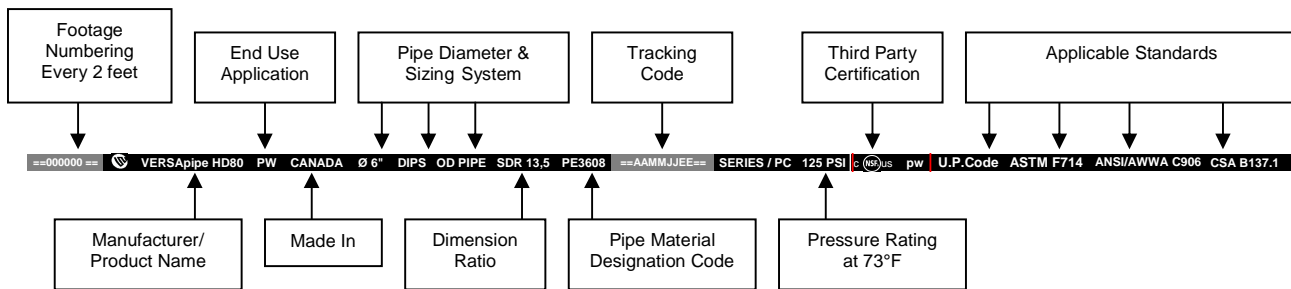 Footage
Numbering
Every 2 feet
End Use
Application
Pipe Diameter &
Sizing System
Tracking
Code
Third Party
Certification
Applicable Standards
==000000 == VERSApipe HD80 PW CANADA Ø 6" DIPS OD PIPE SDR 13,5 PE3608 ==AAMMJJEE== SERIES / PC 125 PSI c NSF us pw U.P.Code ASTM F714 ANSI/AWWA C906 CSA B137.1
Manufacturer/
Product Name
Made In
Dimension
Ratio
Pipe Material
Designation Code
Pressure Rating
at 73°F